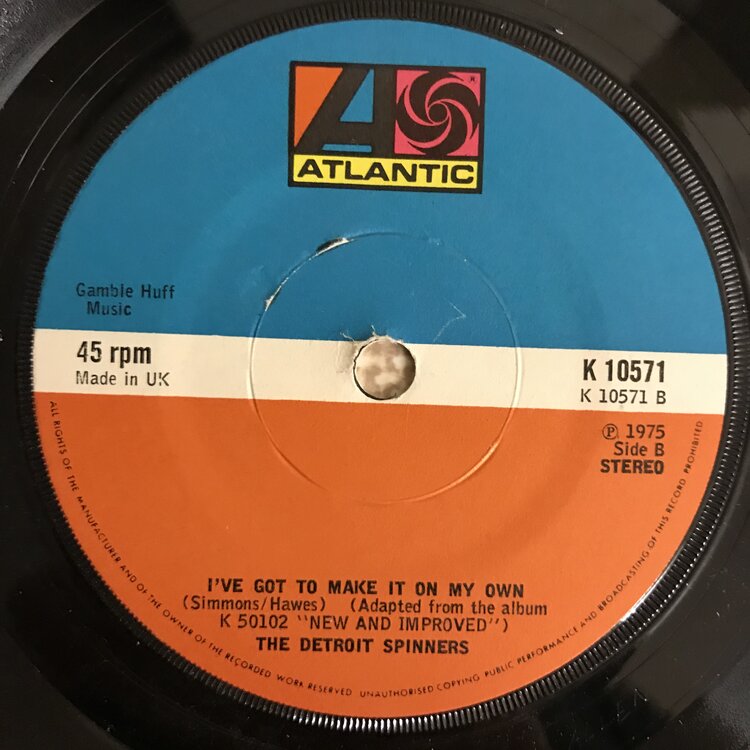 ATLANTIC
®
Gamble Huff
Music
45 rpm
Made in UK
K 10571
K 10571 B
Ⓟ 1975
Side B
STEREO
I'VE GOT TO MAKE IT ON MY OWN
(Simmons/Hawes) (Adapted from the album
K 50102 "NEW AND IMPROVED")
THE DETROIT SPINNERS
ALL RIGHTS OF THE MANUFACTURER AND OF THE OWNER OF THE RECORDED WORK RESERVED UNAUTHORISED COPYING PUBLIC PERFORMANCE AND BROADCASTING OF THIS RECORD PROHIBITED